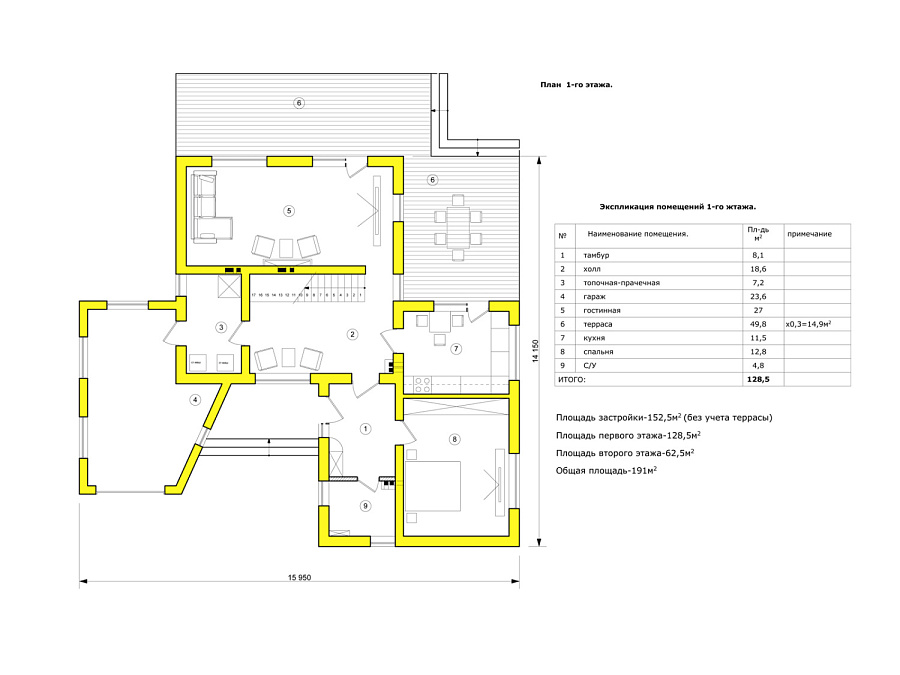 План 1-го этажа.
6
6
5
Экспликация помещений 1-го жтажа.
№ Наименование помещения. Пл-дь м² примечание
1 тамбур 8,1
2 холл 18,6
3 топочная-прачечная 7,2
4 гараж 23,6
5 гостинная 27
6 терраса 49,8 х0,3=14,9м²
7 кухня 11,5
8 спальня 12,8
9 С/У 4,8
ИТОГО: 128,5
17 16 15 14 13 12 11 10 9 8 7 6 5 4 3 2 1
3
2
7
14 150
4
1
8
9
Площадь застройки-152,5м² (без учета террасы)
Площадь первого этажа-128,5м²
Площадь второго этажа-62,5м²
Общая площадь-191м²
15 950